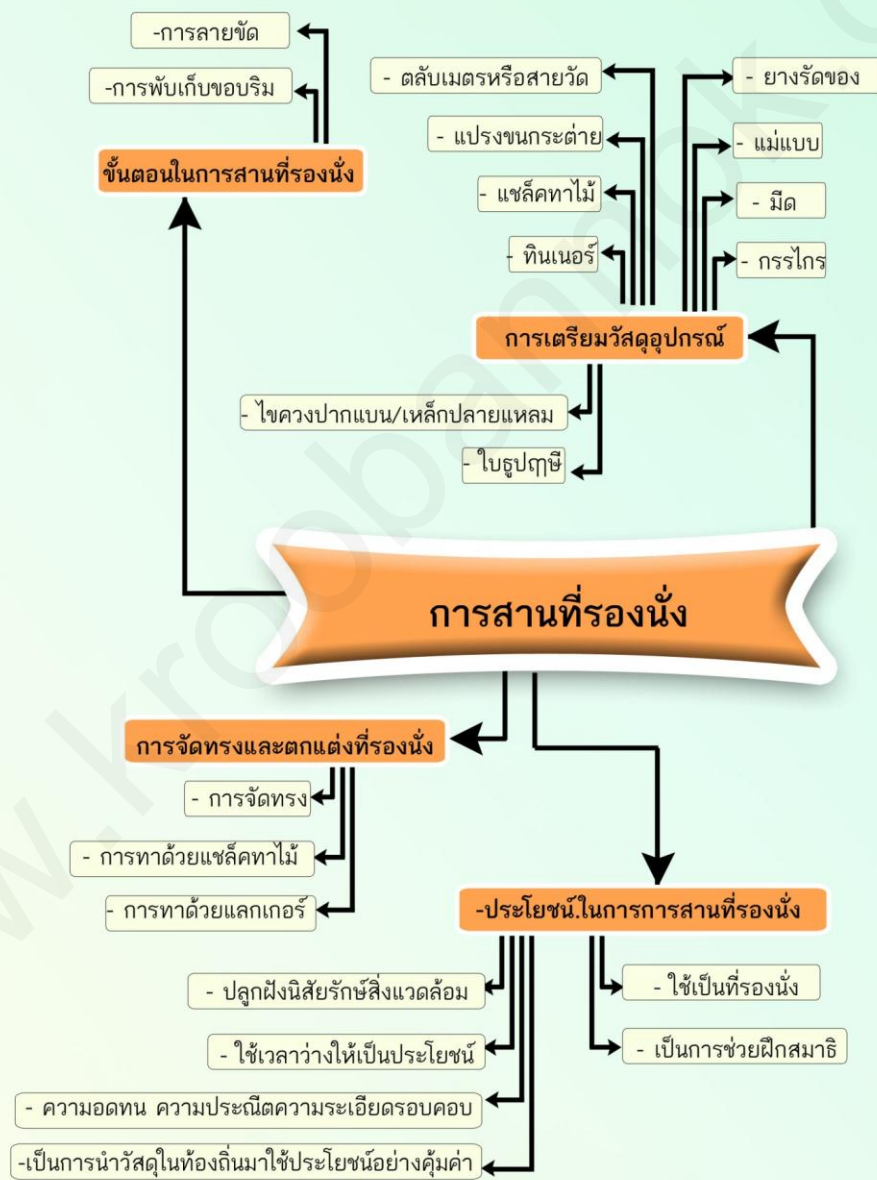 -การลายขัด
-การพับเก็บขอบริม
ขั้นตอนในการสานที่รองนั่ง
- ตลับเมตรหรือสายวัด
- แปรงขนกระต่าย
- แชล็คทาไม้
- ทินเนอร์
- ยางรัดของ
- แม่แบบ
- มีด
- กรรไกร
การเตรียมวัสดุอุปกรณ์
- ไขควงปากแบน/เหล็กปลายแหลม
- ใบธูปฤาษี
การสานที่รองนั่ง
การจัดทรงและตกแต่งที่รองนั่ง
- การจัดทรง
- การทาด้วยแชล็คทาไม้
- การทาด้วยแลกเกอร์
-ประโยชน์.ในการการสานที่รองนั่ง
- ปลูกฝังนิสัยรักษ์สิ่งแวดล้อม
- ใช้เวลาว่างให้เป็นประโยชน์
- ความอดทน ความประณีตความระเอียดรอบคอบ
-เป็นการนำวัสดุในท้องถิ่นมาใช้ประโยชน์อย่างคุ้มค่า
- ใช้เป็นที่รองนั่ง
- เป็นการช่วยฝึกสมาธิ
www.kroobannok.co